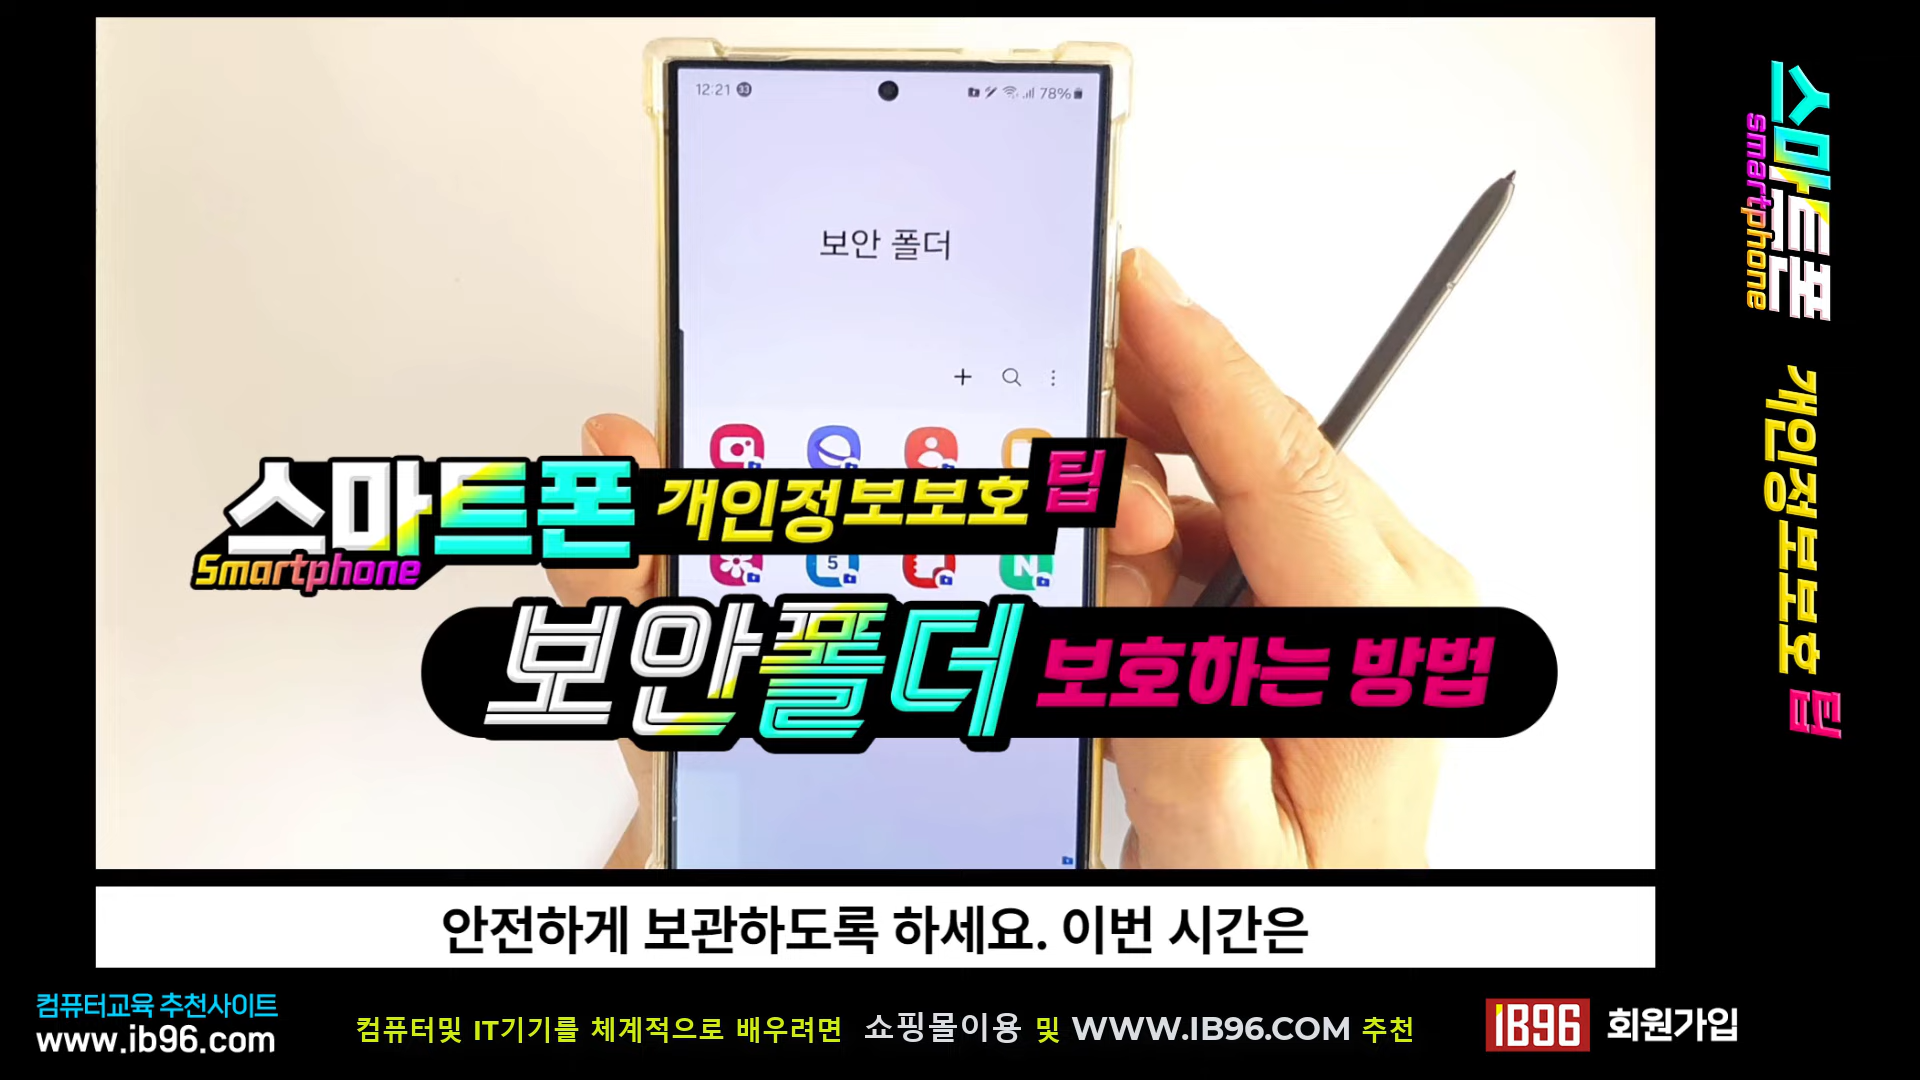 12:21 33
78%
보안 폴더
5
N
스마트폰 개인정보보호 팁
Smartphone
보안폴더 보호하는 방법
안전하게 보관하도록 하세요. 이번 시간은
스마트폰 개인정보보호 팁
smartphone
컴퓨터교육 추천사이트
www.ib96.com
컴퓨터및 IT기기를 체계적으로 배우려면 쇼핑몰이용 및 WWW.IB96.COM 추천
IB96 회원가입